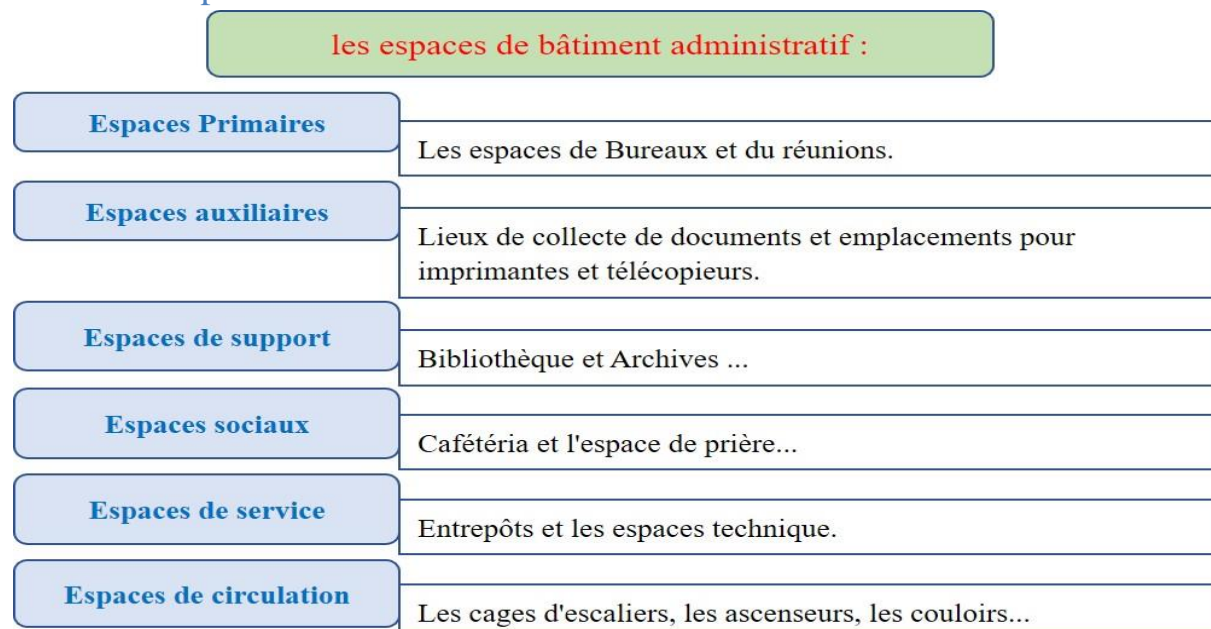 les espaces de bâtiment administratif :
Espaces Primaires
Les espaces de Bureaux et du réunions.
Espaces auxiliaires
Lieux de collecte de documents et emplacements pour
imprimantes et télécopieurs.
Espaces de support
Bibliothèque et Archives ...
Espaces sociaux
Cafétéria et l'espace de prière...
Espaces de service
Entrepôts et les espaces technique.
Espaces de circulation
Les cages d'escaliers, les ascenseurs, les couloirs...